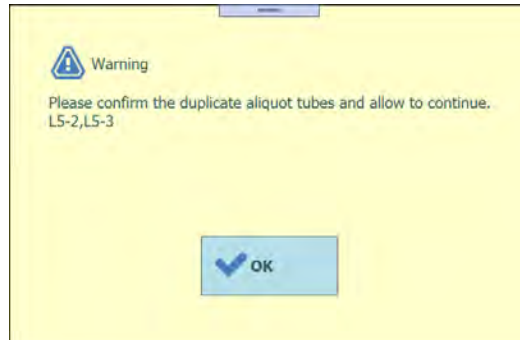 Warning
Please confirm the duplicate aliquot tubes and allow to continue.
L5-2,L5-3
OK